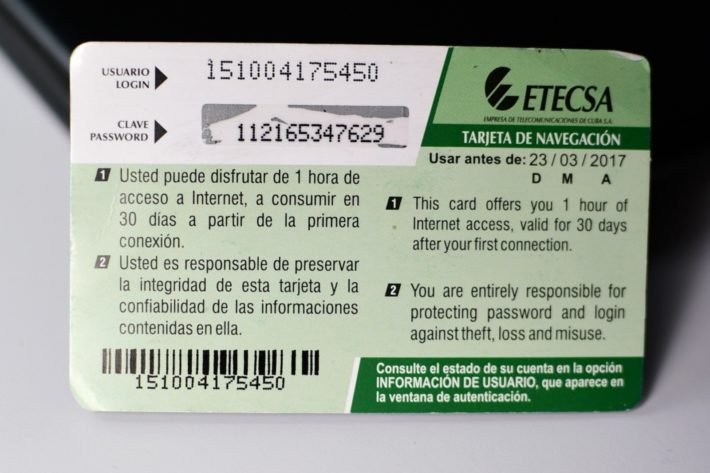 USUARIO
LOGIN
151004175450
CLAVE
PASSWORD
112165347629
ETECSA
EMPRESA DE TELECOMUNICACIONES DE CUBA S.A.
TARJETA DE NAVEGACIÓN
Usar antes de: 23 / 03 / 2017
D M A
1 Usted puede disfrutar de 1 hora de
acceso a Internet, a consumir en
30 días a partir de la primera
conexión.
2 Usted es responsable de preservar
la integridad de esta tarjeta y la
confiabilidad de las informaciones
contenidas en ella.
1 This card offers you 1 hour of
Internet access, valid for 30 days
after your first connection.
2 You are entirely responsible for
protecting password and login
against theft, loss and misuse.
151004175450
Consulte el estado de su cuenta en la opción
INFORMACIÓN DE USUARIO, que aparece en
la ventana de autenticación.